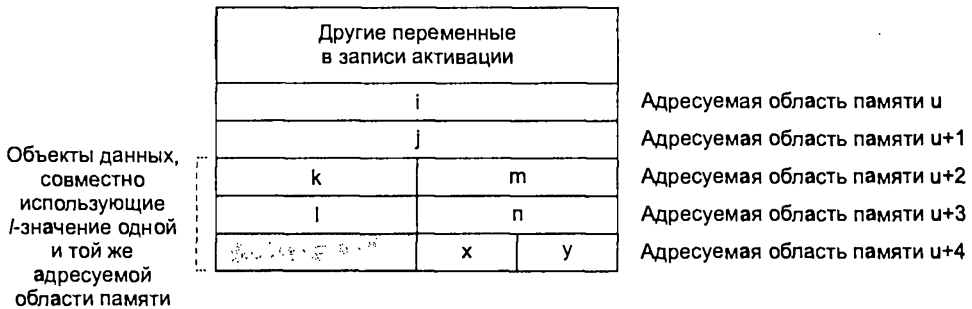 Другие переменные
в записи активации
i
Адресуемая область памяти u
j
Адресуемая область памяти u+1
Объекты данных,
совместно
использующие
l-значение одной
и той же
адресуемой
области памяти
k m
Адресуемая область памяти u+2
l n
Адресуемая область памяти u+3
x y
Адресуемая область памяти u+4